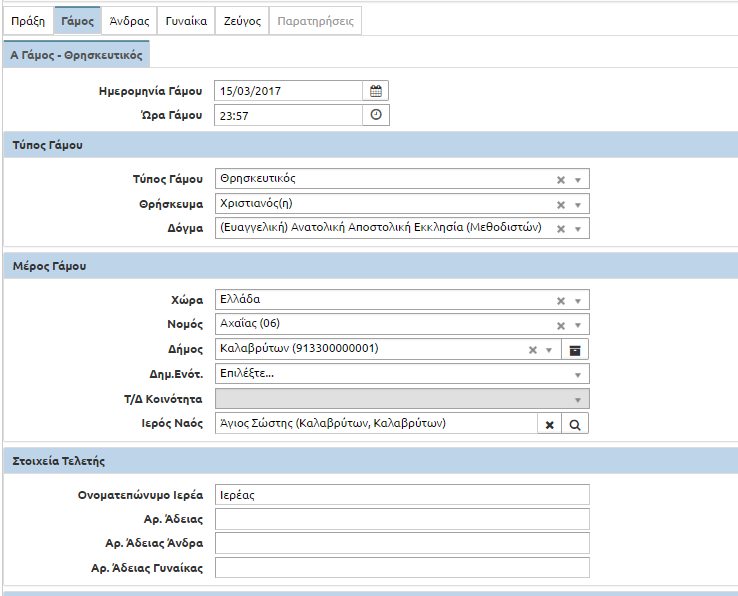 Πράξη Γάμος Άνδρας Γυναίκα Ζεύγος Παρατηρήσεις
Α Γάμος - Θρησκευτικός
Ημερομηνία Γάμου 15/03/2017
Ώρα Γάμου 23:57
Τύπος Γάμου
Τύπος Γάμου Θρησκευτικός
Θρήσκευμα Χριστιανός(η)
Δόγμα (Ευαγγελική) Ανατολική Αποστολική Εκκλησία (Μεθοδιστών)
Μέρος Γάμου
Χώρα Ελλάδα
Νομός Αχαΐας (06)
Δήμος Καλαβρύτων (913300000001)
Δημ.Ενότ. Επιλέξτε...
Τ/Δ Κοινότητα
Ιερός Ναός Άγιος Σώστης (Καλαβρύτων, Καλαβρύτων)
Στοιχεία Τελετής
Ονοματεπώνυμο Ιερέα Ιερέας
Αρ. Άδειας
Αρ. Άδειας Άνδρα
Αρ. Άδειας Γυναίκας